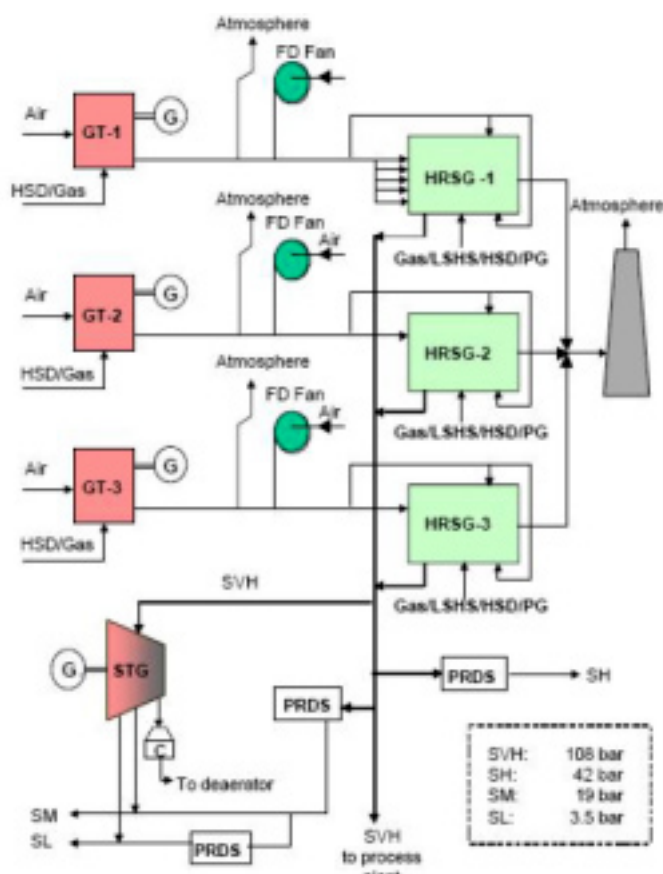 Atmosphere
FD Fan
Air
GT-1
G
HSD/Gas
HRSG -1
Atmosphere
FD Fan
Air
Gas/LSHS/HSD/PG
Atmosphere
Air
GT-2
G
HSD/Gas
HRSG-2
Atmosphere
FD Fan
Air
Gas/LSHS/HSD/PG
Air
GT-3
G
HSD/Gas
HRSG-3
SVH
Gas/LSHS/HSD/PG
G
STG
PRDS
SH
PRDS
C
To deaerator
SVH: 108 bar
SH: 42 bar
SM: 19 bar
SL: 3.5 bar
SM
SL
PRDS
SVH
to process